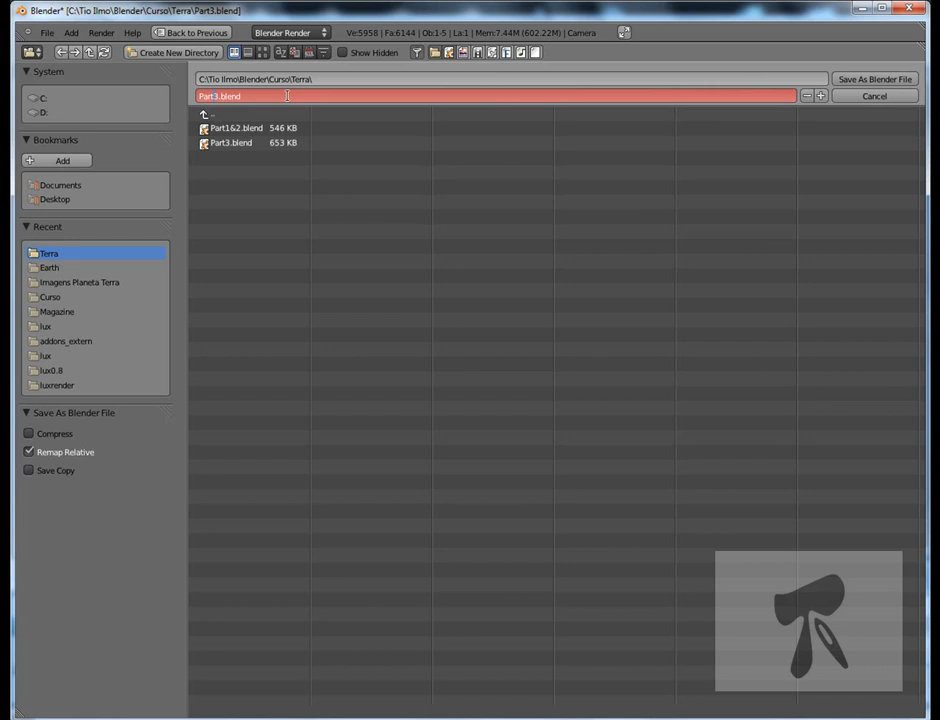 Blender* [C:\Tio Ilmo\Blender\Curso\Terra\Part3.blend]
File Add Render Help Back to Previous Blender Render Ve:5958 | Fa:6144 | Ob:1-5 | La:1 | Mem:7.44M (602.22M) | Camera
Create New Directory Show Hidden
System
C:\Tio Ilmo\Blender\Curso\Terra\ Save As Blender File
Part3.blend Cancel
C:
D:
..
Part1&2.blend 546 KB
Part3.blend 653 KB
Bookmarks
Add
Documents
Desktop
Recent
Terra
Earth
Imagens Planeta Terra
Curso
Magazine
lux
addons_extern
lux
lux0.8
luxrender
Save As Blender File
Compress
Remap Relative
Save Copy